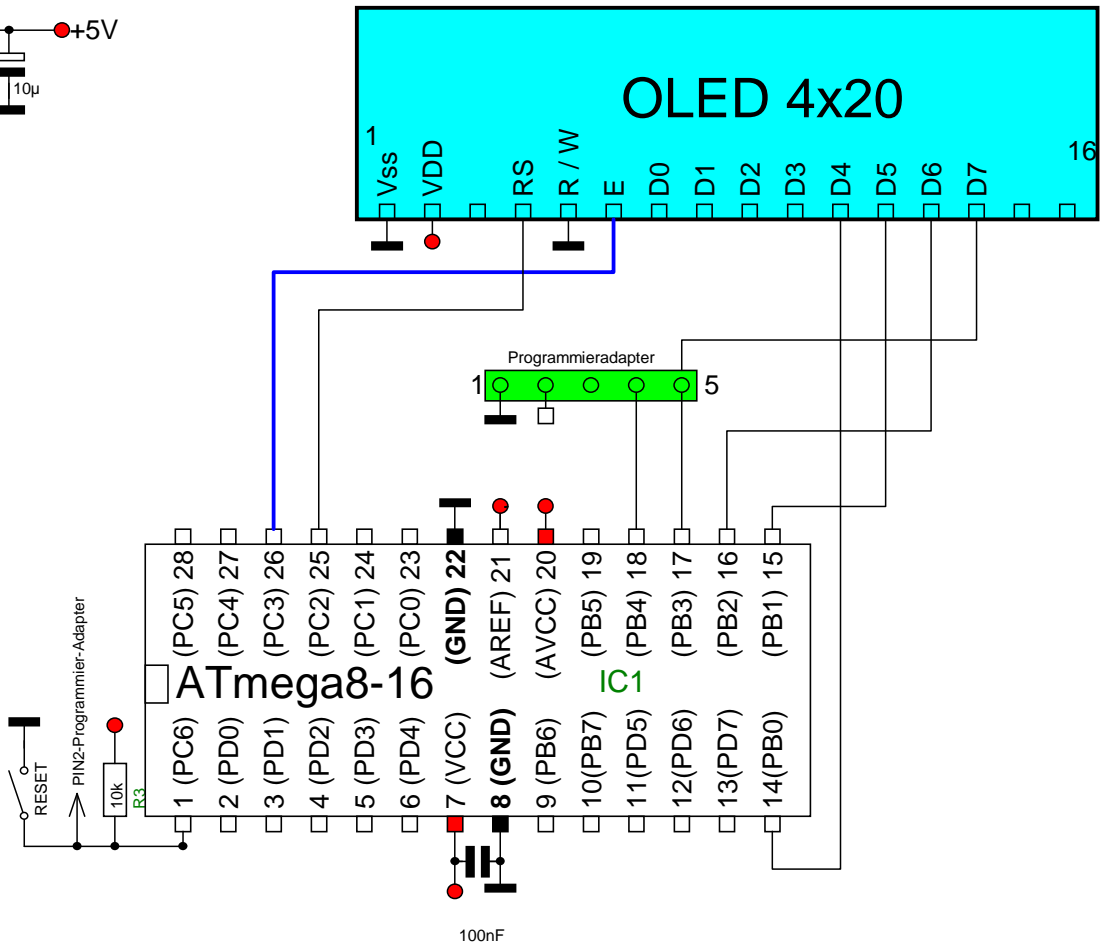 +5V
10µ
OLED 4x20
1
16
Vss
VDD
RS
R / W
E
D0
D1
D2
D3
D4
D5
D6
D7
Programmieradapter
1
5
(PC5) 28
(PC4) 27
(PC3) 26
(PC2) 25
(PC1) 24
(PC0) 23
(GND) 22
(AREF) 21
(AVCC) 20
(PB5) 19
(PB4) 18
(PB3) 17
(PB2) 16
(PB1) 15
ATmega8-16
IC1
RESET
PIN2-Programmier-Adapter
10k
R3
1 (PC6)
2 (PD0)
3 (PD1)
4 (PD2)
5 (PD3)
6 (PD4)
7 (VCC)
8 (GND)
9 (PB6)
10(PB7)
11(PD5)
12(PD6)
13(PD7)
14(PB0)
100nF